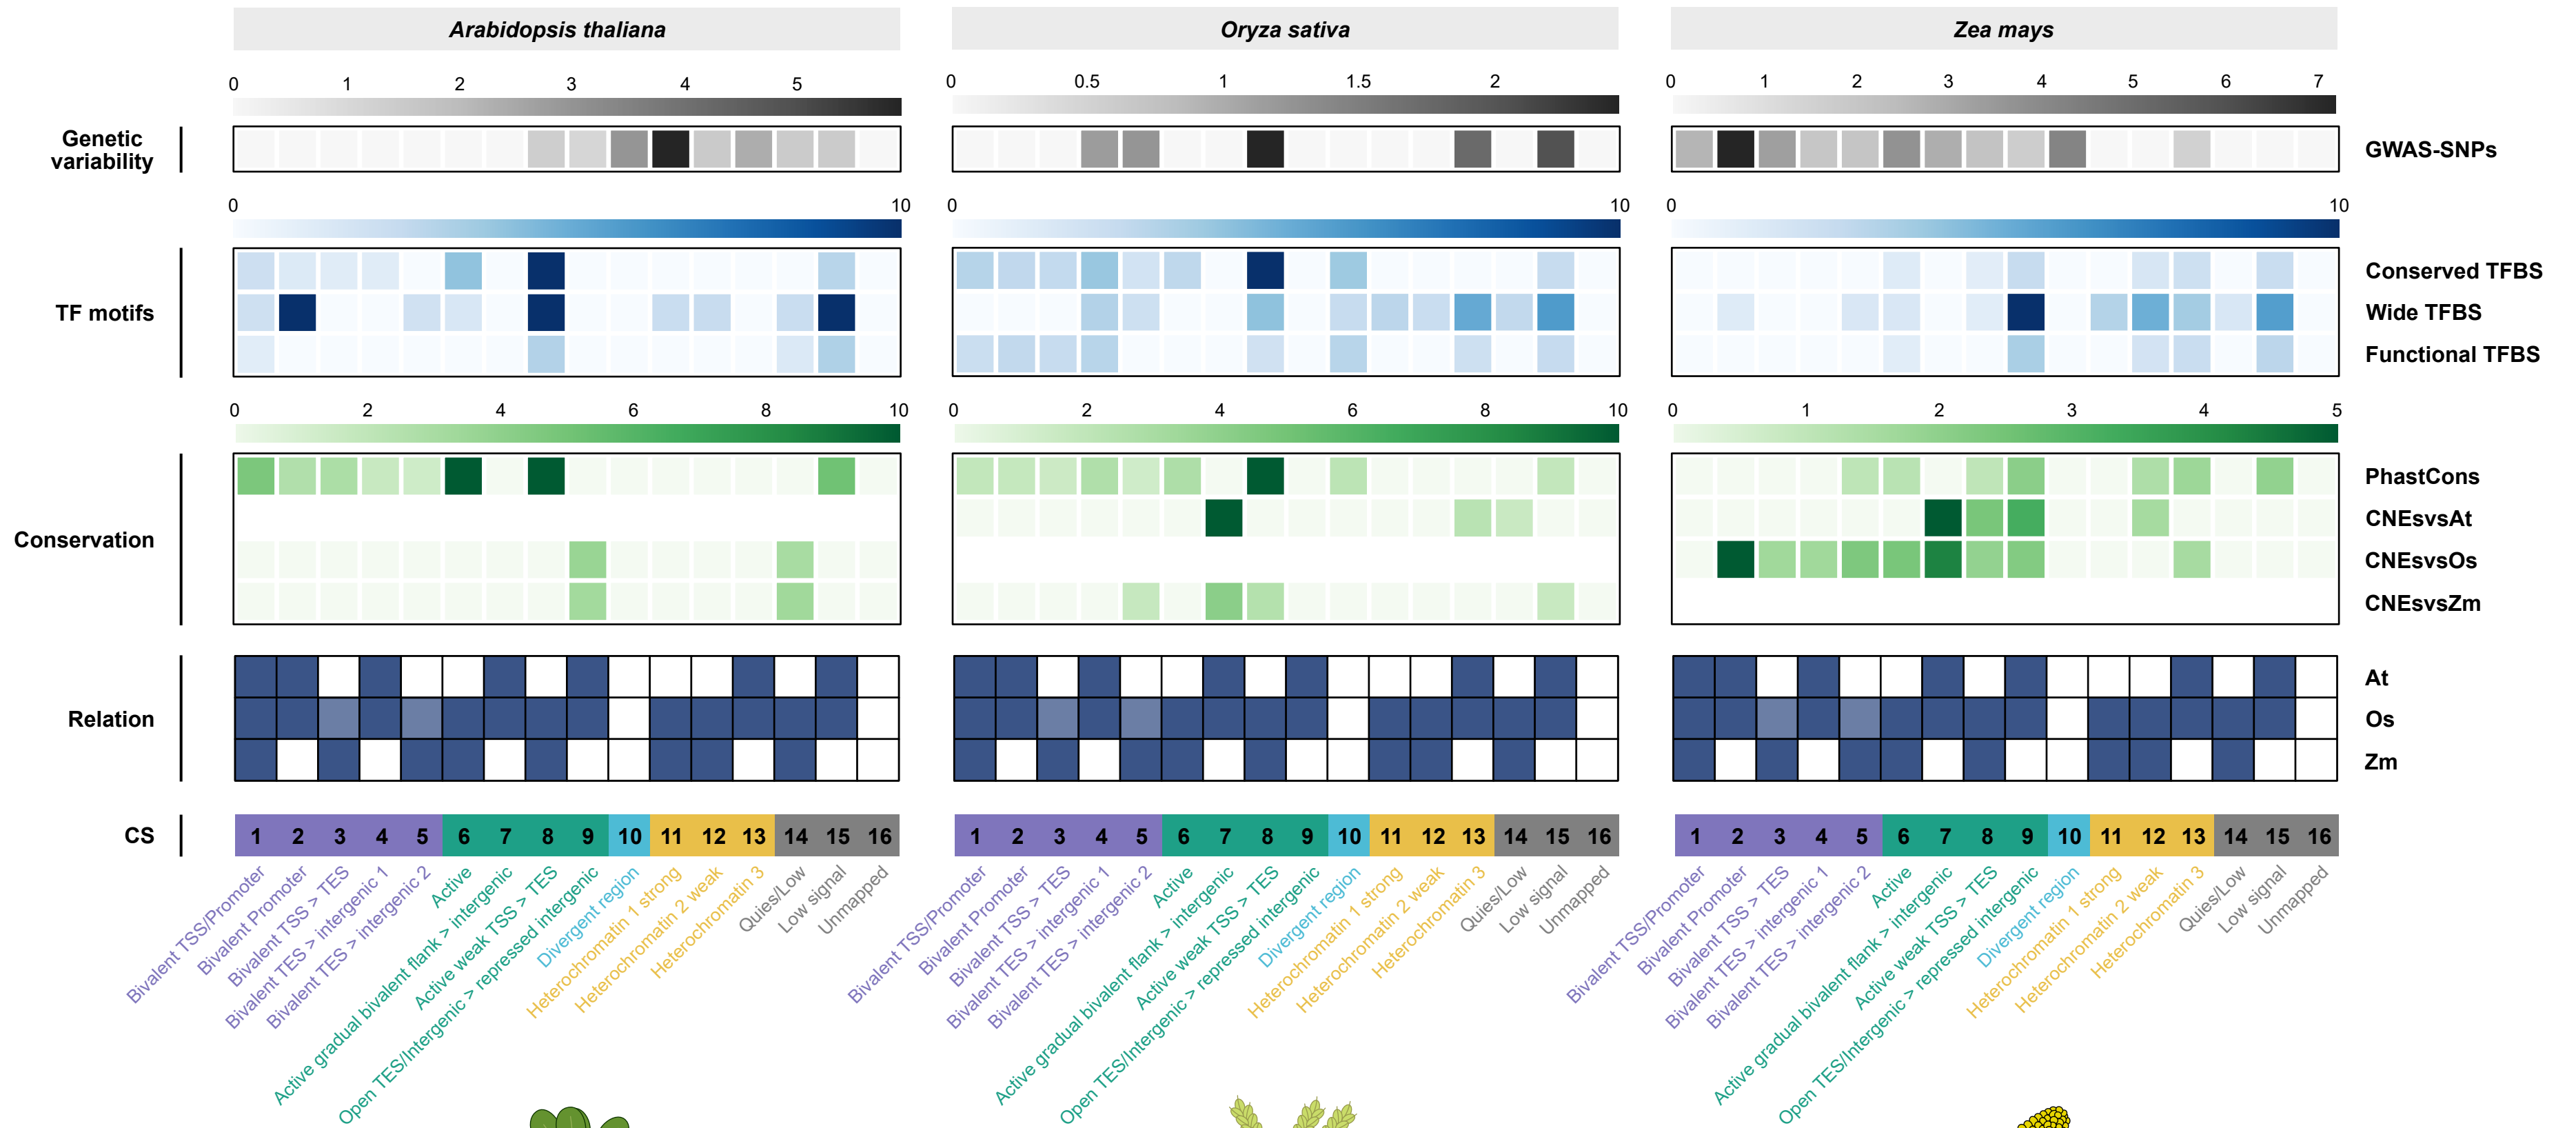 Arabidopsis thaliana
Oryza sativa
Zea mays
0 1 2 3 4 5
0 0.5 1 1.5 2
0 1 2 3 4 5 6 7
Genetic
variability
GWAS-SNPs
0 10
0 10
0 10
TF motifs
Conserved TFBS
Wide TFBS
Functional TFBS
0 2 4 6 8 10
0 2 4 6 8 10
0 1 2 3 4 5
Conservation
PhastCons
CNEsvsAt
CNEsvsOs
CNEsvsZm
Relation
At
Os
Zm
CS
1 2 3 4 5 6 7 8 9 10 11 12 13 14 15 16
1 2 3 4 5 6 7 8 9 10 11 12 13 14 15 16
1 2 3 4 5 6 7 8 9 10 11 12 13 14 15 16
Bivalent TSS/Promoter
Bivalent Promoter
Bivalent TSS > TES
Bivalent TES > intergenic 1
Bivalent TES > intergenic 2
Active
Active gradual bivalent flank > intergenic
Active weak TSS > TES
Open TES/Intergenic > repressed intergenic
Divergent region
Heterochromatin 1 strong
Heterochromatin 2 weak
Heterochromatin 3
Quies/Low
Low signal
Unmapped
Bivalent TSS/Promoter
Bivalent Promoter
Bivalent TSS > TES
Bivalent TES > intergenic 1
Bivalent TES > intergenic 2
Active
Active gradual bivalent flank > intergenic
Active weak TSS > TES
Open TES/Intergenic > repressed intergenic
Divergent region
Heterochromatin 1 strong
Heterochromatin 2 weak
Heterochromatin 3
Quies/Low
Low signal
Unmapped
Bivalent TSS/Promoter
Bivalent Promoter
Bivalent TSS > TES
Bivalent TES > intergenic 1
Bivalent TES > intergenic 2
Active
Active gradual bivalent flank > intergenic
Active weak TSS > TES
Open TES/Intergenic > repressed intergenic
Divergent region
Heterochromatin 1 strong
Heterochromatin 2 weak
Heterochromatin 3
Quies/Low
Low signal
Unmapped